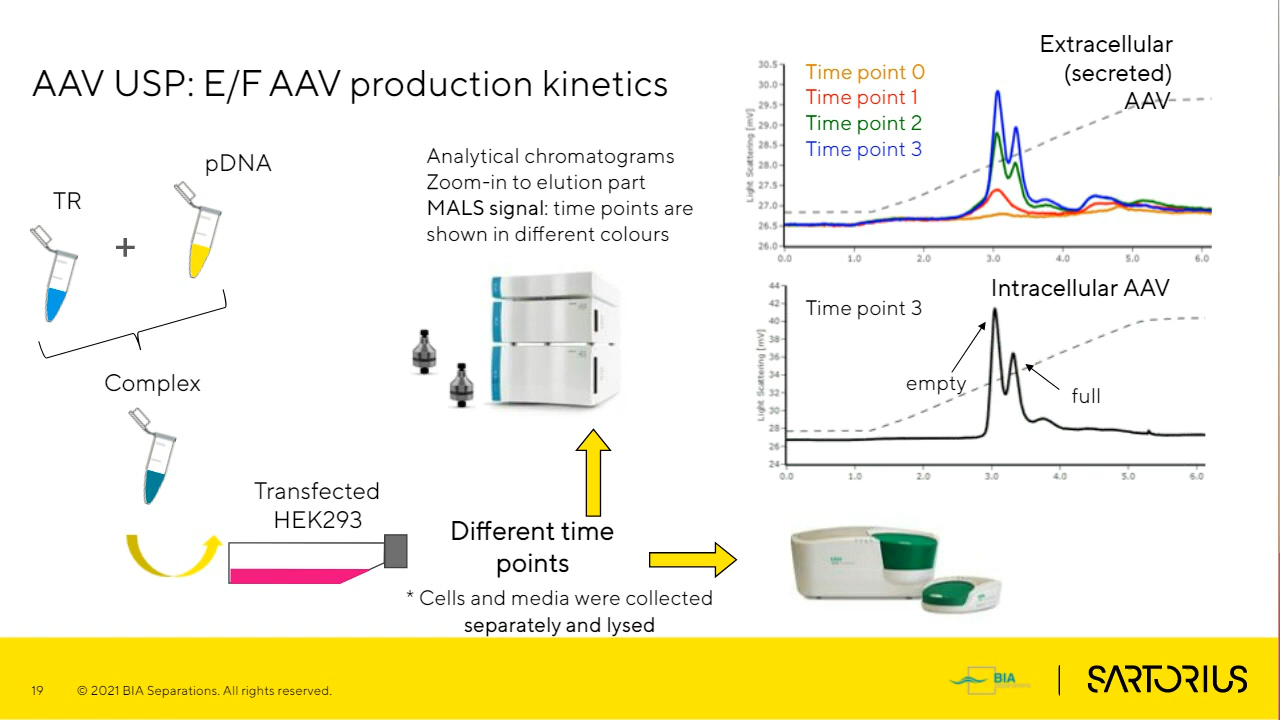 AAV USP: E/F AAV production kinetics
TR
+
pDNA
Complex
Transfected
HEK293
Analytical chromatograms
Zoom-in to elution part
MALS signal: time points are
shown in different colours
Different time
points
* Cells and media were collected
separately and lysed
Extracellular
(secreted)
AAV
Time point 0
Time point 1
Time point 2
Time point 3
Light Scattering [mV]
30.5
30.0
29.5
29.0
28.5
28.0
27.5
27.0
26.5
26.0
0.0 1.0 2.0 3.0 4.0 5.0 6.0
Intracellular AAV
Time point 3
empty
full
Light Scattering [mV]
44
42
40
38
36
34
32
30
28
26
24
0.0 1.0 2.0 3.0 4.0 5.0 6.0
19 © 2021 BIA Separations. All rights reserved.
BIA
SARTORIUS